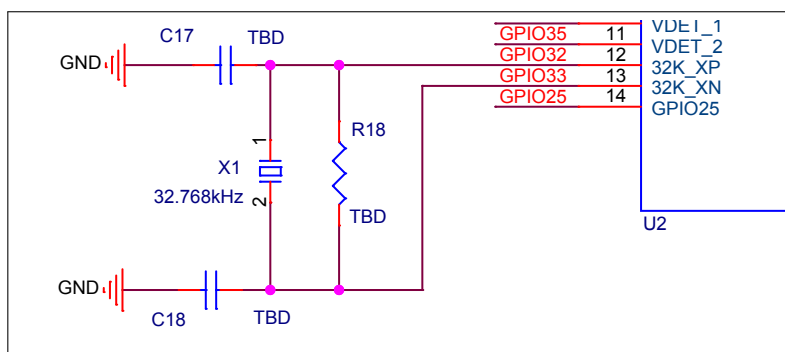 VDET_1
C17
TBD
GPIO35
11
VDET_2
GND
GPIO32
12
32K_XP
GPIO33
13
32K_XN
GPIO25
14
GPIO25
1
R18
X1
32.768kHz
2
TBD
U2
GND
C18
TBD